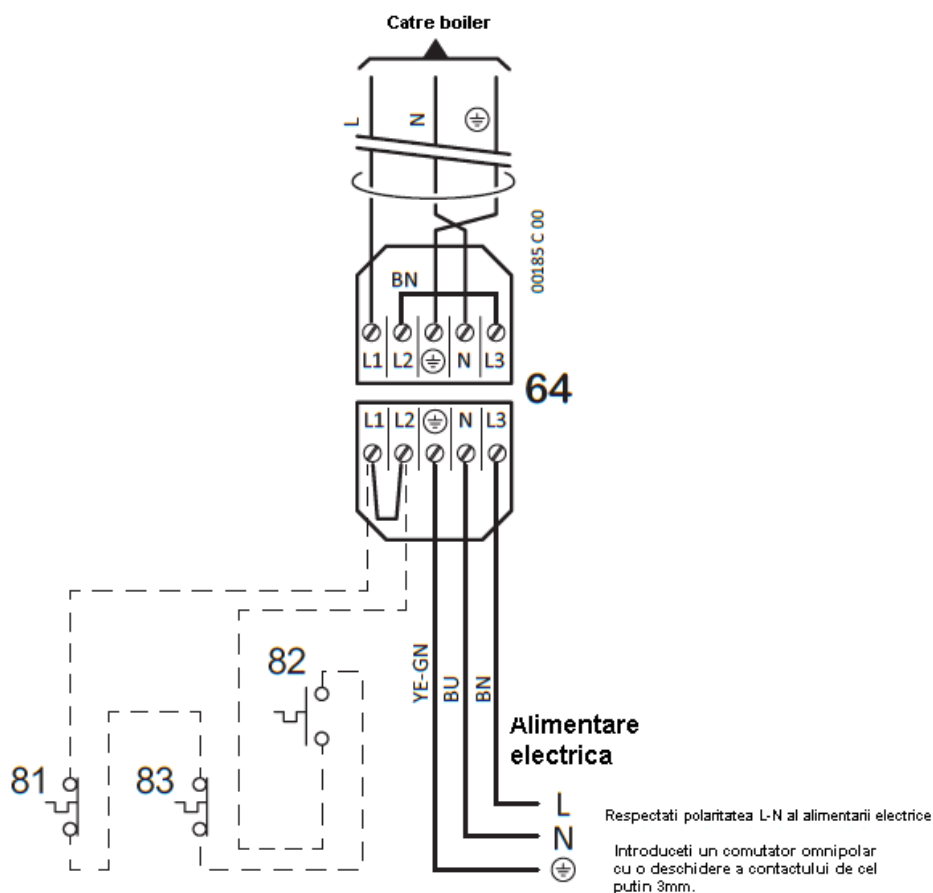 Catre boiler
L
N
00185 C 00
BN
L1 L2 N L3
64
L1 L2 N L3
82
YE-GN
BU
BN
Alimentare
electrica
81
83
L
N
Respectati polaritatea L-N al alimentarii electrice
Introduceti un comutator omnipolar
cu o deschidere a contactului de cel
putin 3mm.